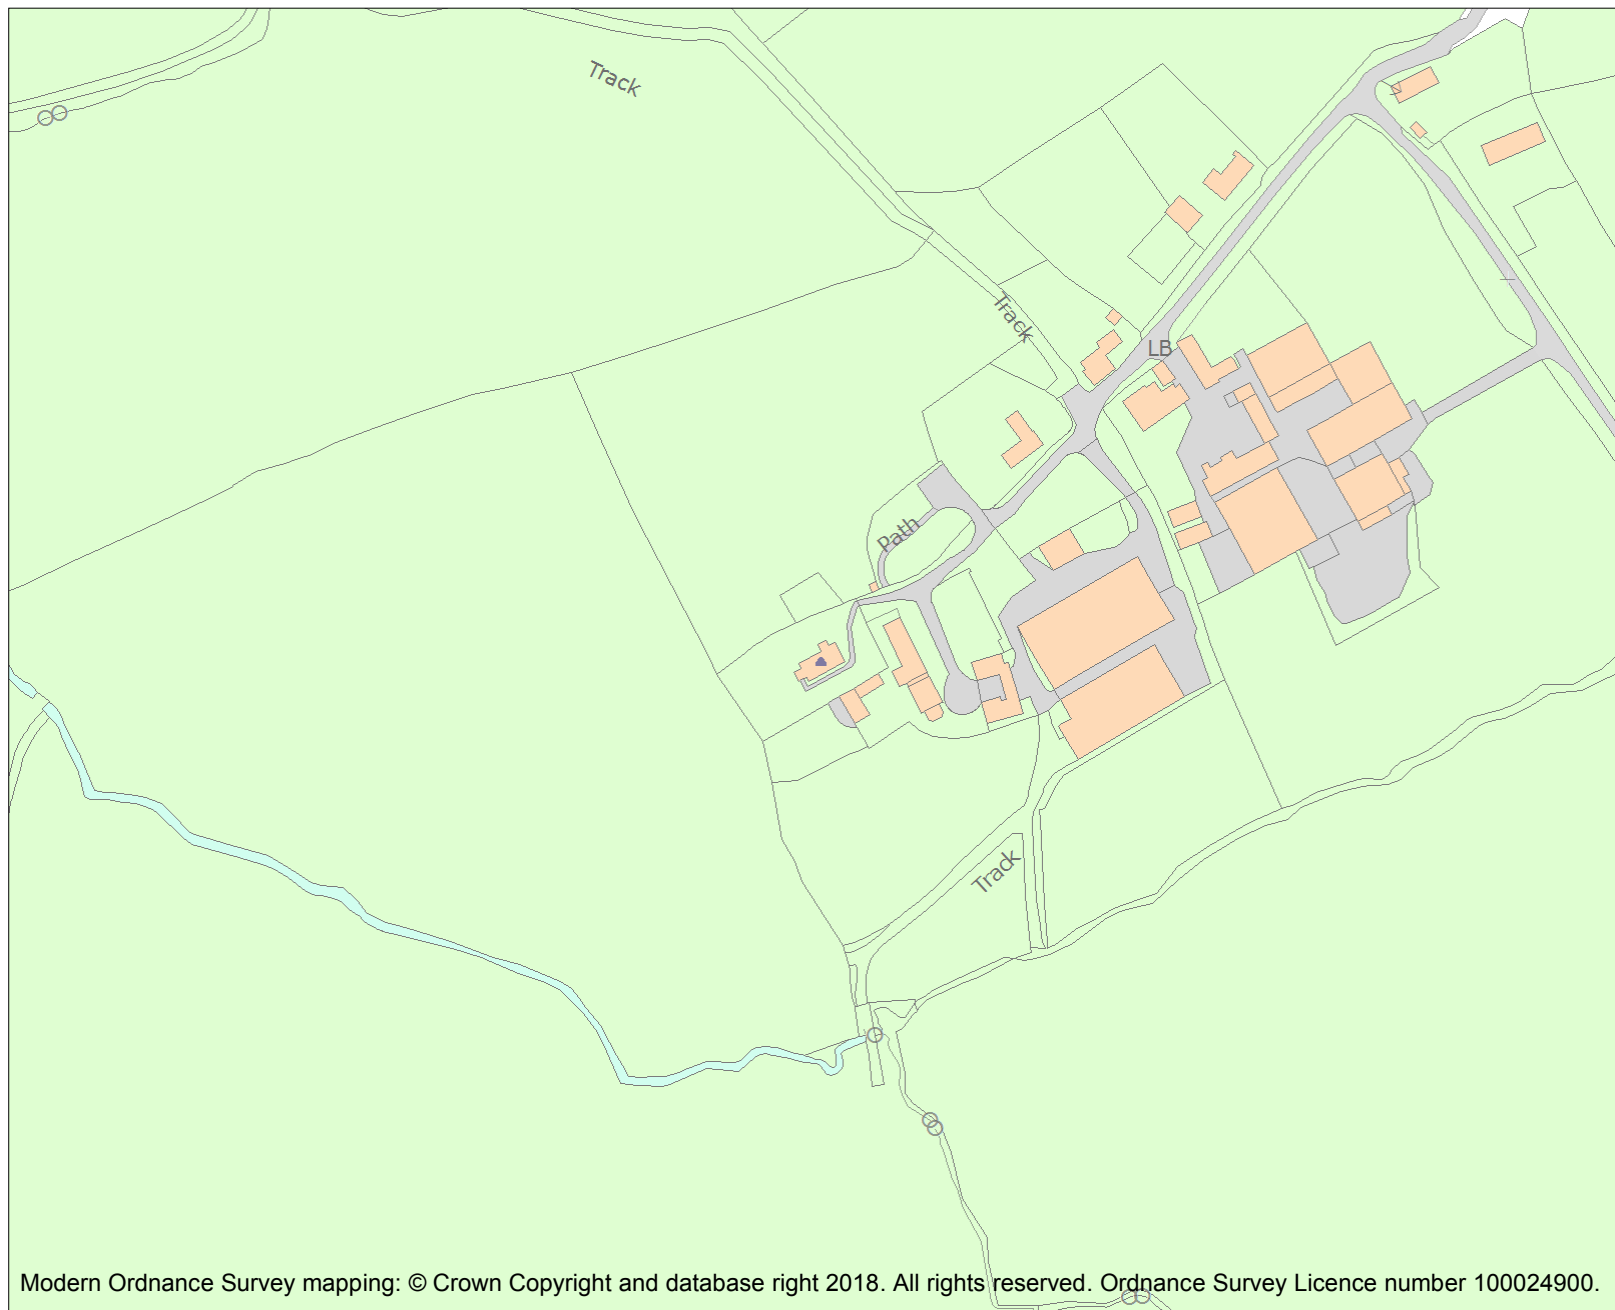 Track
Track
LB
Path
Track
Modern Ordnance Survey mapping: © Crown Copyright and database right 2018. All rights reserved. Ordnance Survey Licence number 100024900.